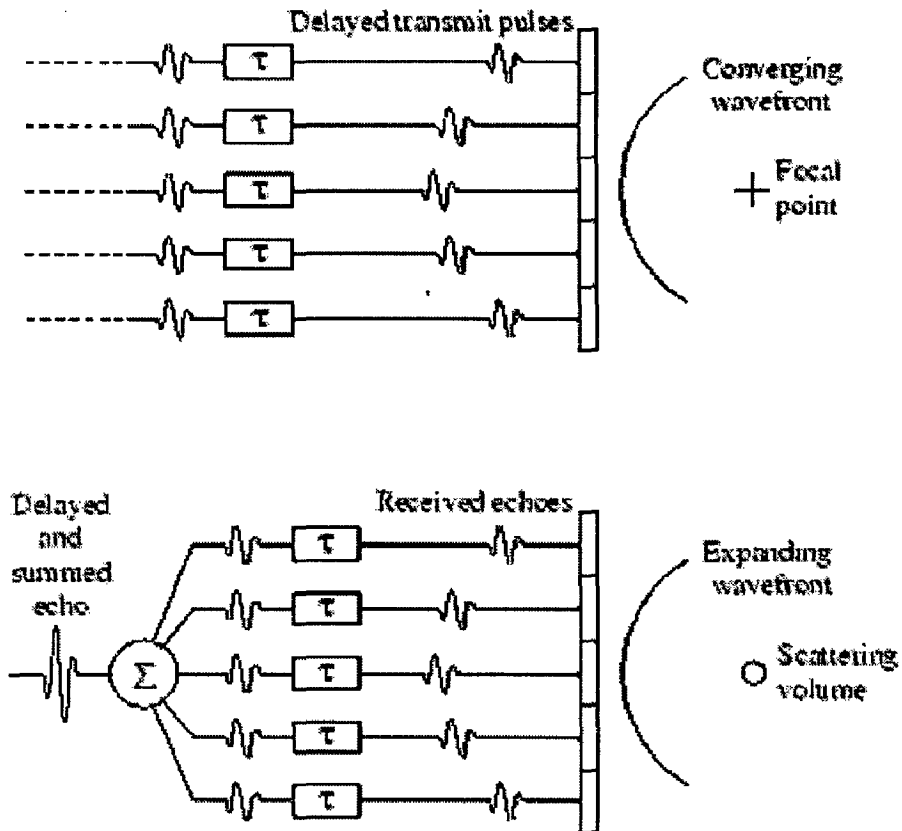 Delayed transmit pulses
τ
τ
τ
τ
τ
Converging
wavefront
Focal
point
Delayed
and
summed
echo
Received echoes
Σ
τ
τ
τ
τ
τ
Expanding
wavefront
Scattering
volume